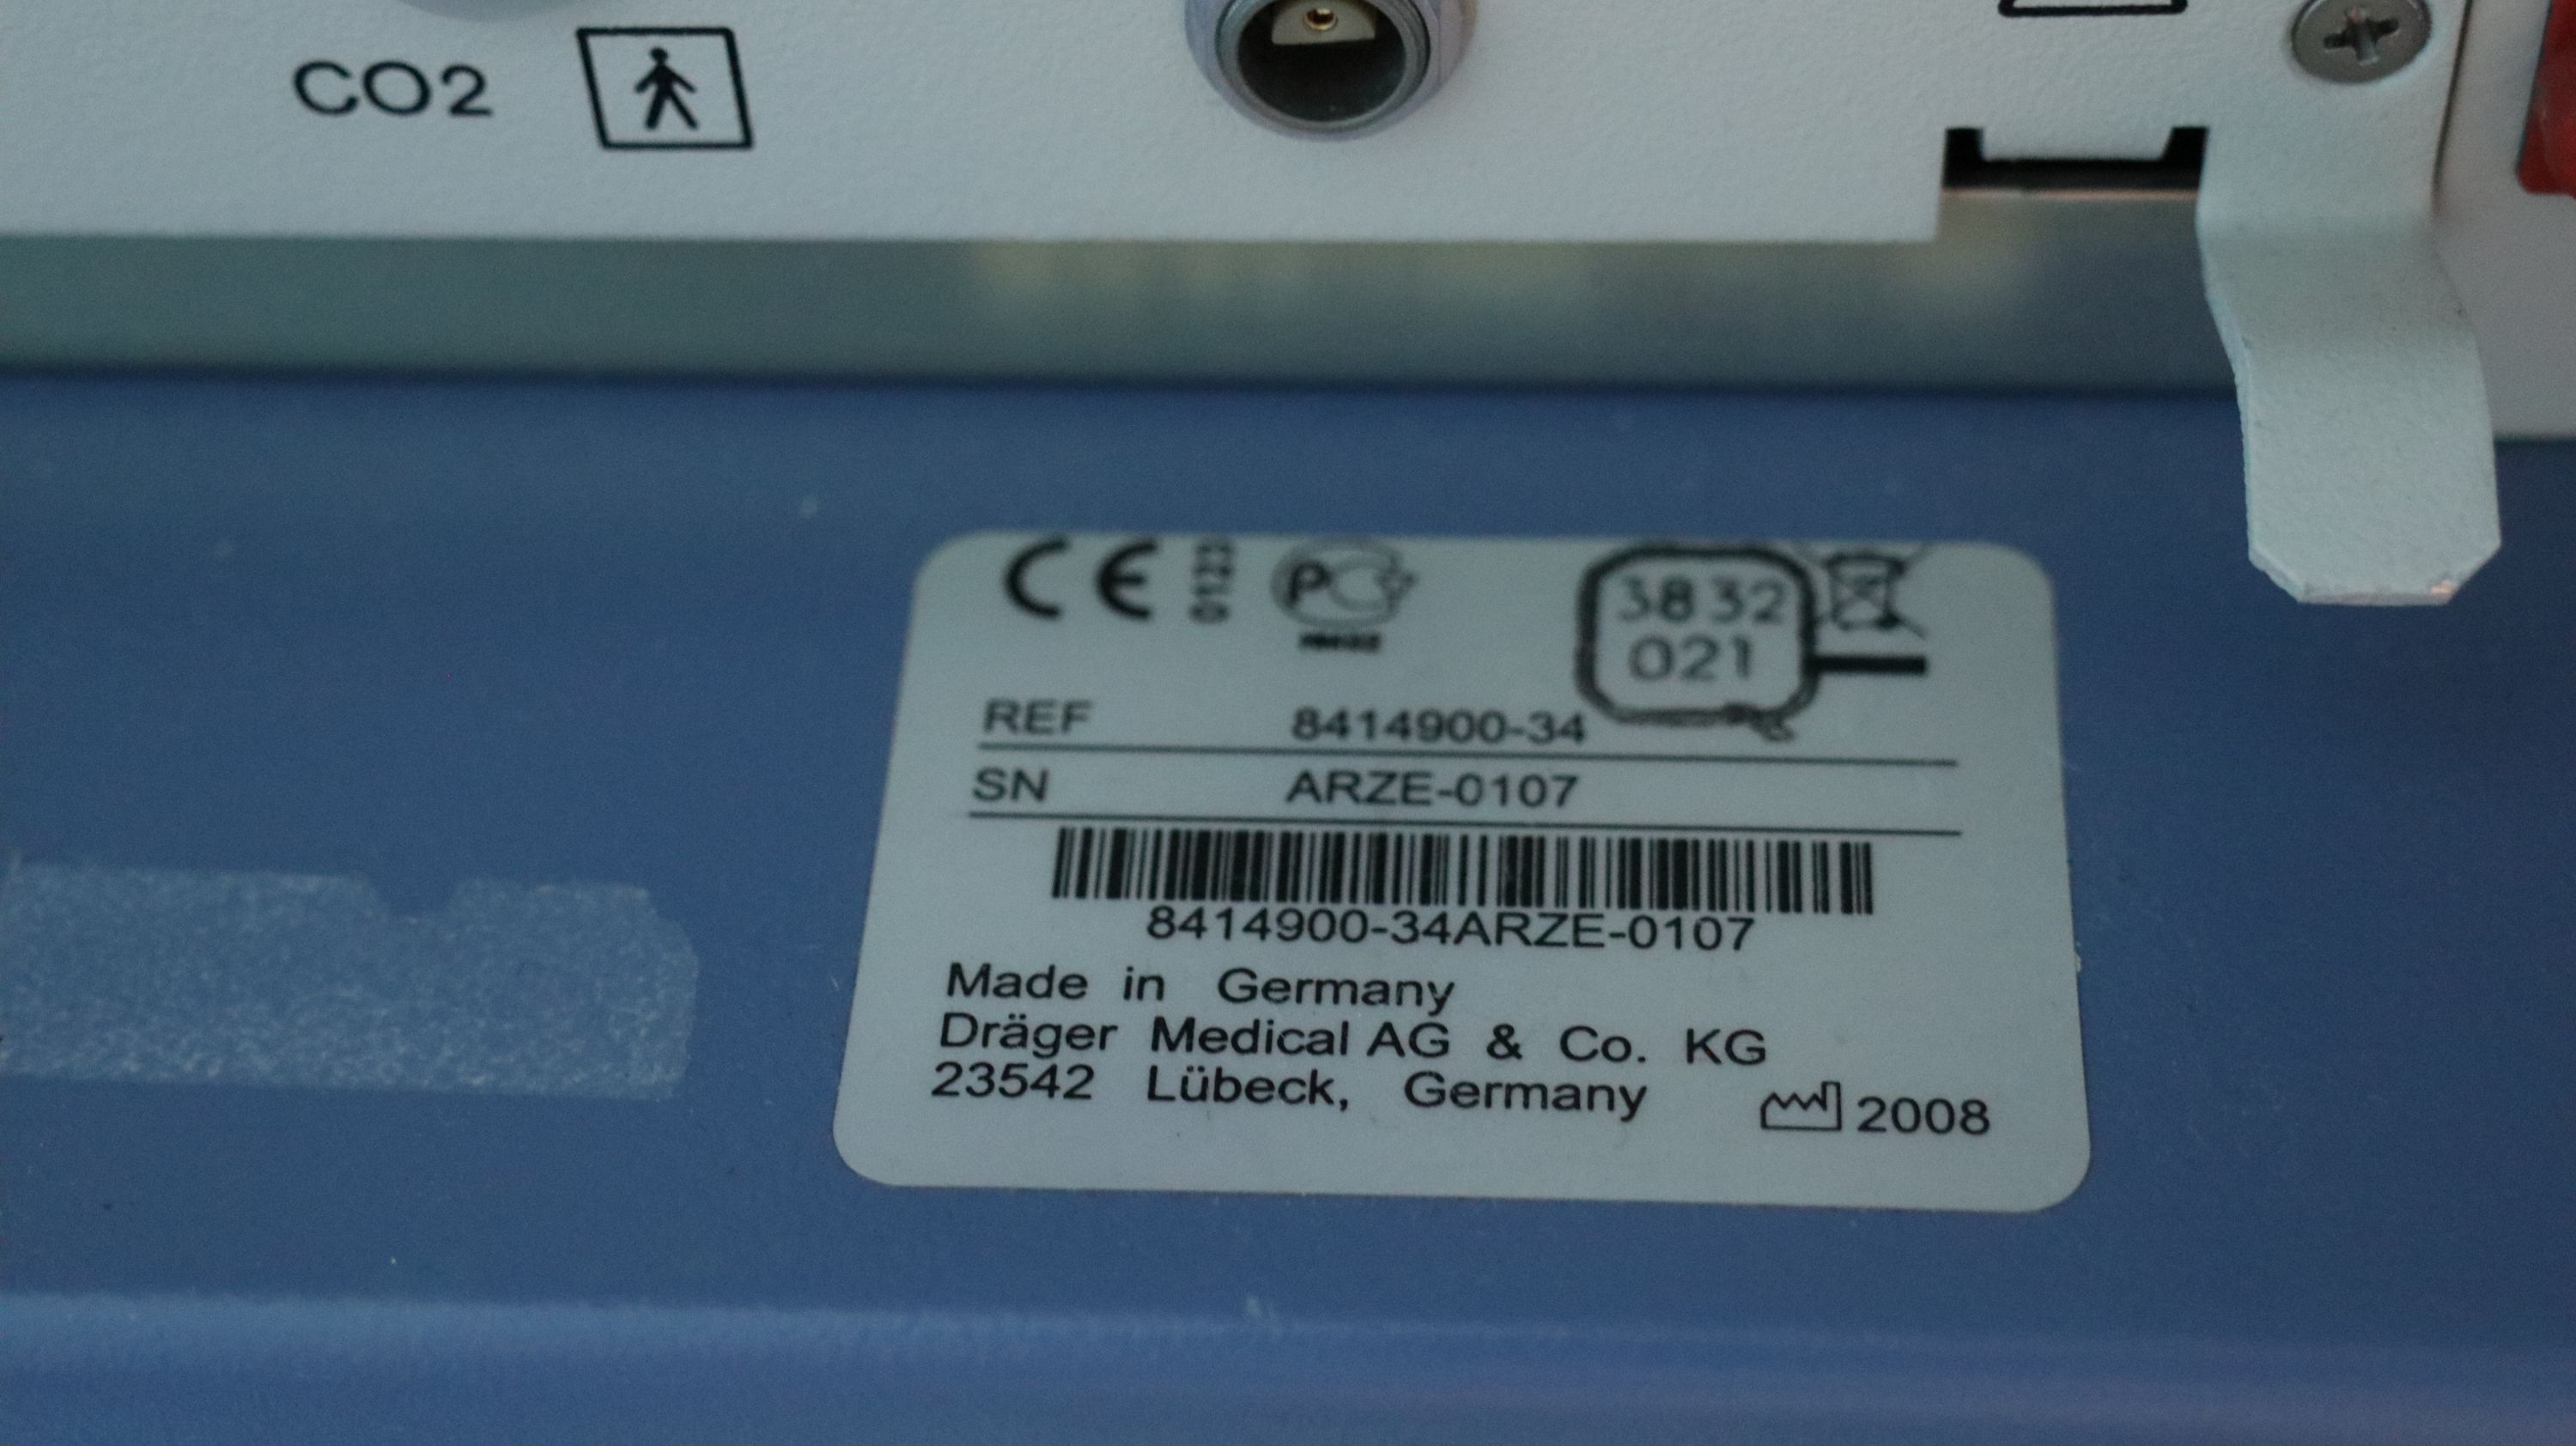 CO2
CE 0123
3832
021
REF 8414900-34
SN ARZE-0107
8414900-34ARZE-0107
Made in Germany
Dräger Medical AG & Co. KG
23542 Lübeck, Germany
2008